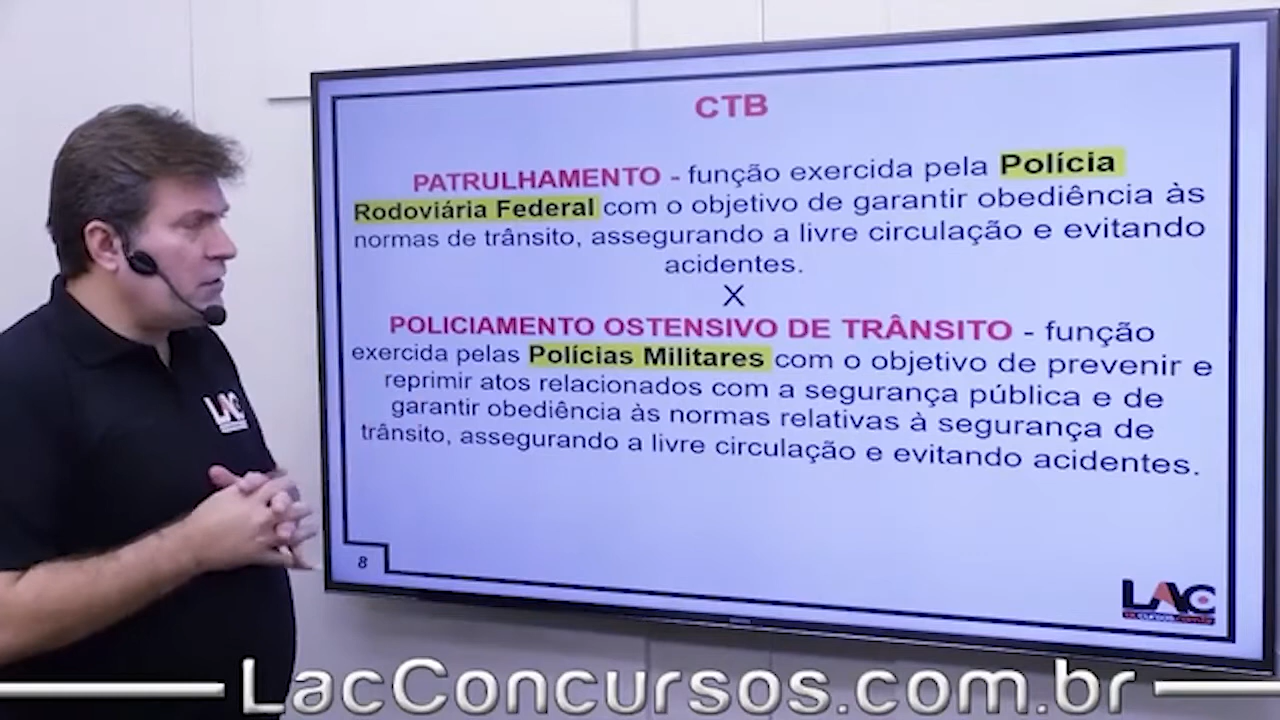 CTB
PATRULHAMENTO - função exercida pela Polícia
Rodoviária Federal com o objetivo de garantir obediência às
normas de trânsito, assegurando a livre circulação e evitando
acidentes.
X
POLICIAMENTO OSTENSIVO DE TRÂNSITO - função
exercida pelas Polícias Militares com o objetivo de prevenir e
reprimir atos relacionados com a segurança pública e de
garantir obediência às normas relativas à segurança de
trânsito, assegurando a livre circulação e evitando acidentes.
8
LAC
LAC
LacConcursos.com.br